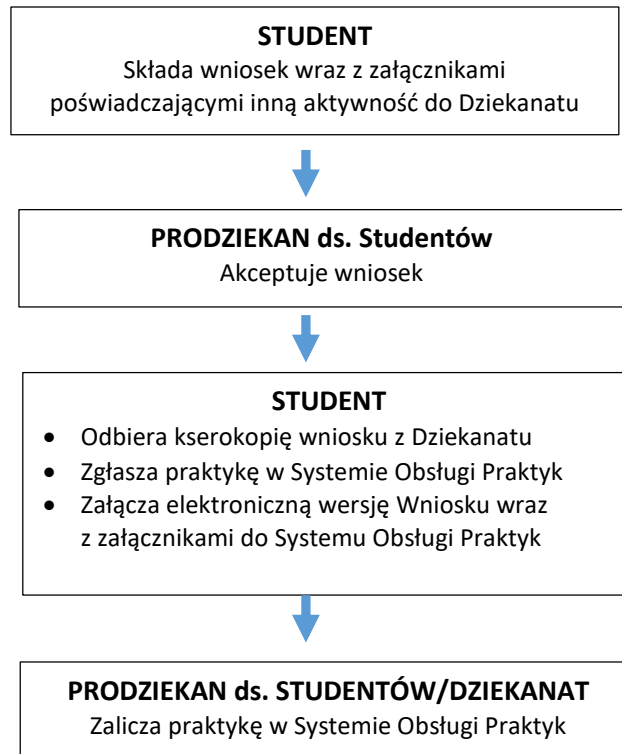 STUDENT
Składa wniosek wraz z załącznikami
poświadczającymi inną aktywność do Dziekanatu
PRODZIEKAN ds. Studentów
Akceptuje wniosek
STUDENT
• Odbiera kserokopię wniosku z Dziekanatu
• Zgłasza praktykę w Systemie Obsługi Praktyk
• Załącza elektroniczną wersję Wniosku wraz
z załącznikami do Systemu Obsługi Praktyk
PRODZIEKAN ds. STUDENTÓW/DZIEKANAT
Zalicza praktykę w Systemie Obsługi Praktyk